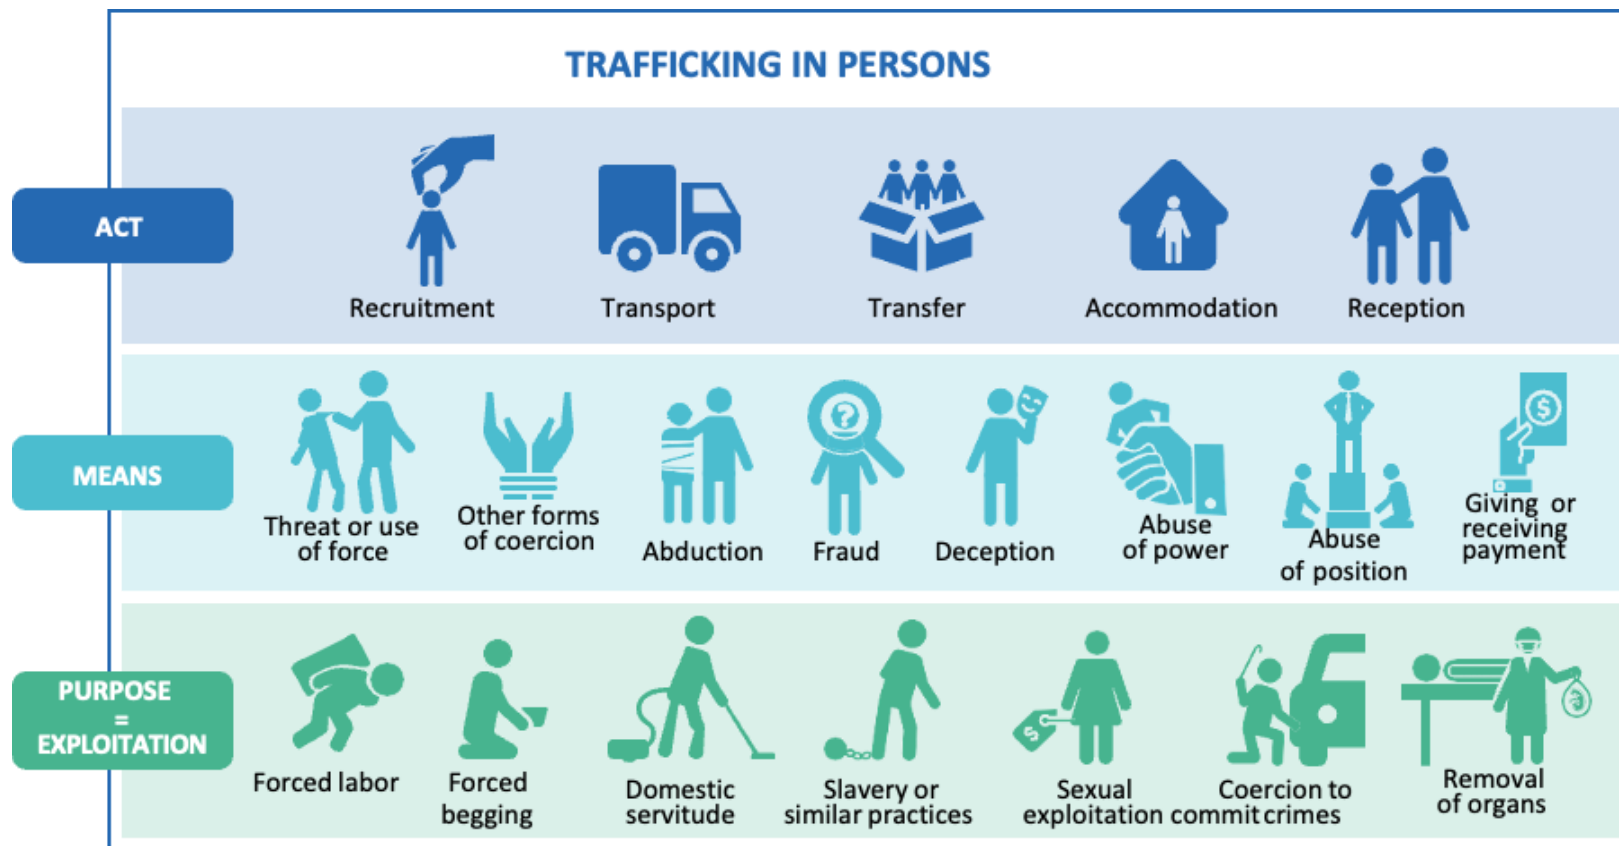 TRAFFICKING IN PERSONS
ACT
Recruitment
Transport
Transfer
Accommodation
Reception
MEANS
Threat or use
of force
Other forms
of coercion
Abduction
?
Fraud
Deception
Abuse
of power
Abuse
of position
$
Giving or
receiving
payment
PURPOSE
=
EXPLOITATION
Forced labor
Forced
begging
Domestic
servitude
Slavery or
similar practices
$
Sexual
exploitation
Coercion to
commit crimes
Removal
of organs